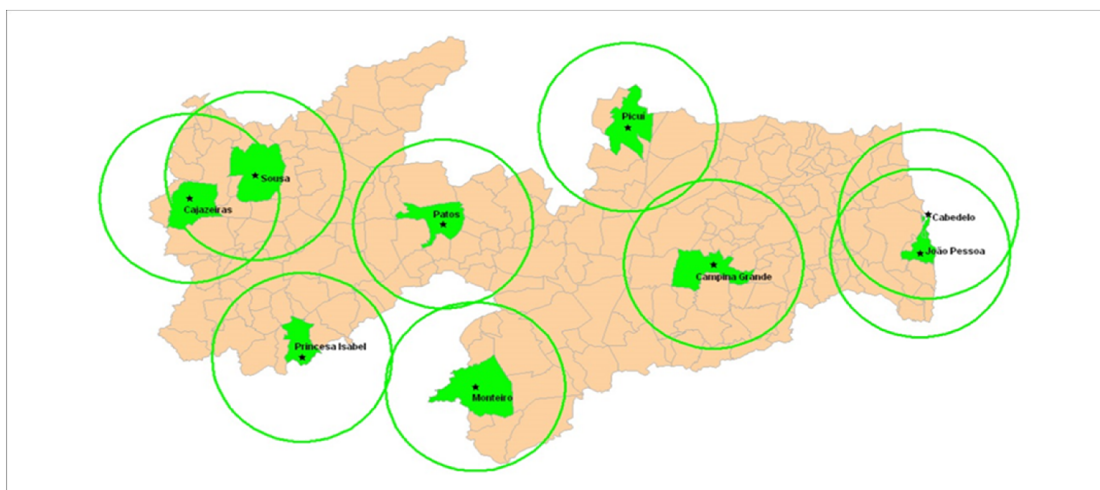 Picuí
Sousa
Cajazeiras
Patos
Cabedelo
João Pessoa
Campina Grande
Princesa Isabel
Monteiro